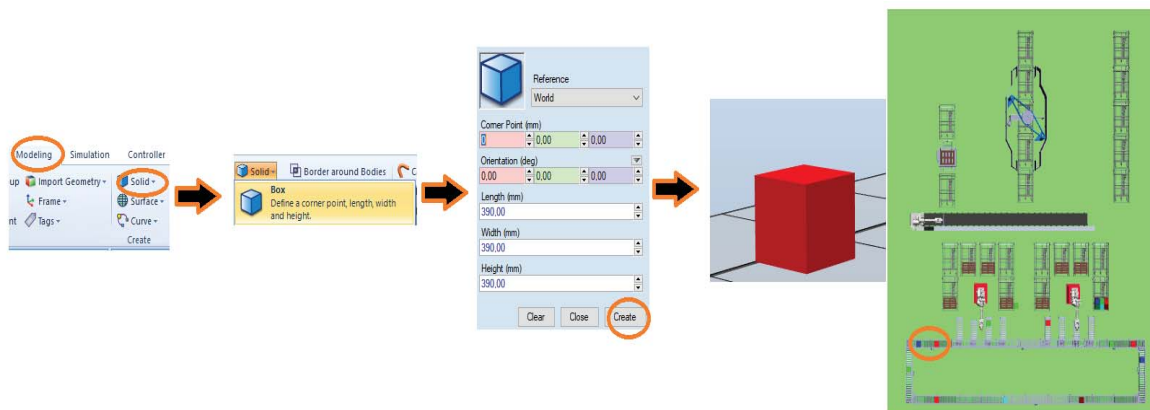 Modeling Simulation Controller
up Import Geometry Solid
Frame Surface
nt Tags Curve
Create
Solid Border around Bodies C
Box
Define a corner point, length, width
and height.
Reference
World
Corner Point (mm)
0 0,00 0,00
Orientation (deg)
0,00 0,00 0,00
Length (mm)
390,00
Width (mm)
390,00
Height (mm)
390,00
Clear Close Create